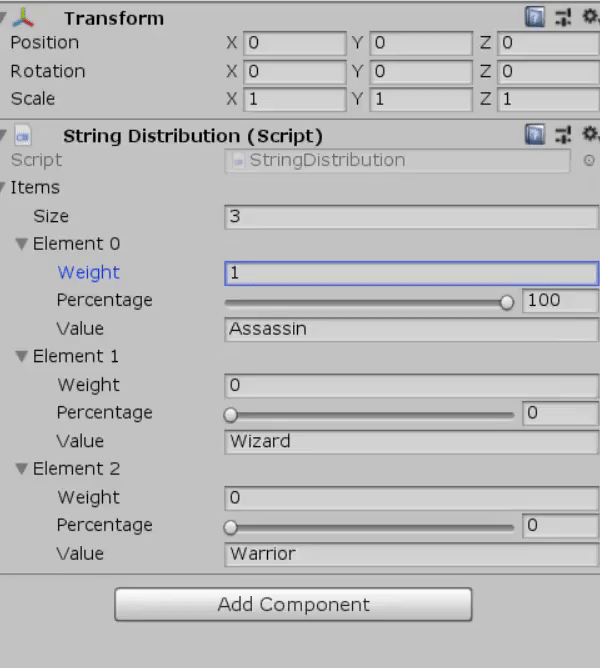 Transform
Position X 0 Y 0 Z 0
Rotation X 0 Y 0 Z 0
Scale X 1 Y 1 Z 1
String Distribution (Script)
Script StringDistribution
Items
Size 3
Element 0
Weight 1
Percentage 100
Value Assassin
Element 1
Weight 0
Percentage 0
Value Wizard
Element 2
Weight 0
Percentage 0
Value Warrior
Add Component